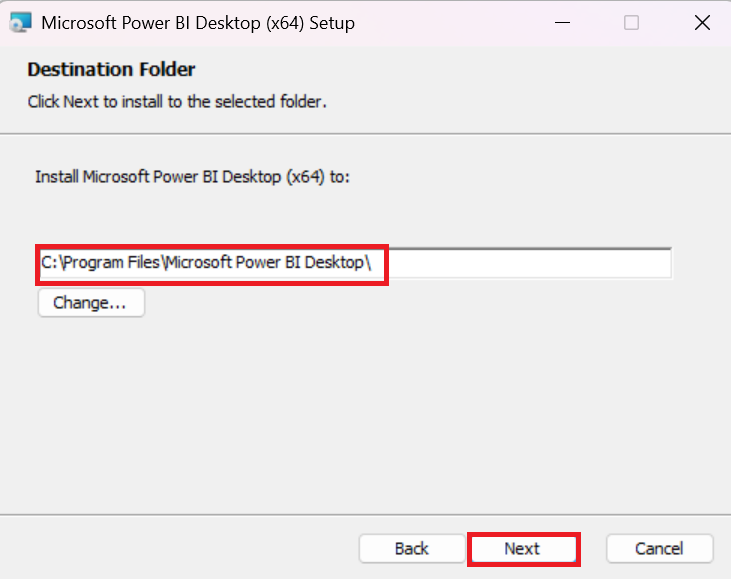 Microsoft Power BI Desktop (x64) Setup
Destination Folder
Click Next to install to the selected folder.
Install Microsoft Power BI Desktop (x64) to:
C:\Program Files\Microsoft Power BI Desktop\
Change...
Back Next Cancel